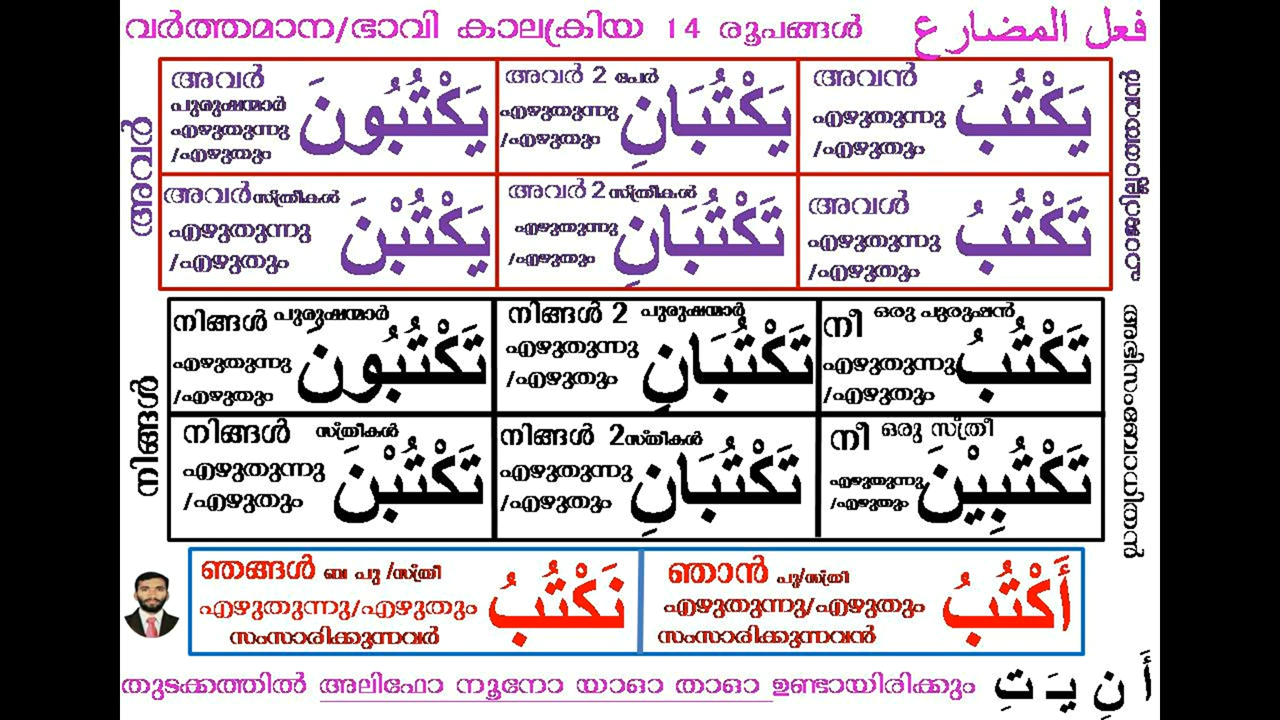 വർത്തമാന/ഭാവി കാലക്രിയ 14 രൂപങ്ങൾ فعل المضارع
അവർ
അവർ
പുരുഷന്മാർ
എഴുതുന്നു
/എഴുതും
يَكْتُبُونَ
അവർ 2 പേർ
എഴുതുന്നു
/എഴുതും
يَكْتُبَانِ
അവൻ
എഴുതുന്നു
/എഴുതും
يَكْتُبُ
അവർ സ്ത്രീകൾ
എഴുതുന്നു
/എഴുതും
يَكْتُبْنَ
അവർ 2 സ്ത്രീകൾ
എഴുതുന്നു
/എഴുതും
تَكْتُبَانِ
അവൾ
എഴുതുന്നു
/എഴുതും
تَكْتُبُ
നിങ്ങൾ
നിങ്ങൾ പുരുഷന്മാർ
എഴുതുന്നു
/എഴുതും
تَكْتُبُونَ
നിങ്ങൾ 2 പുരുഷന്മാർ
എഴുതുന്നു
/എഴുതും
تَكْتُبَانِ
നീ ഒരു പുരുഷൻ
എഴുതുന്നു
/എഴുതും
تَكْتُبُ
അഭിസംബോധിതൻ
നിങ്ങൾ സ്ത്രീകൾ
എഴുതുന്നു
/എഴുതും
تَكْتُبْنَ
നിങ്ങൾ 2 സ്ത്രീകൾ
എഴുതുന്നു
/എഴുതും
تَكْتُبَانِ
നീ ഒരു സ്ത്രീ
എഴുതുന്നു
/എഴുതും
تَكْتُبِيْنَ
ഞങ്ങൾ ബ പു /സ്ത്രീ
എഴുതുന്നു/എഴുതും
സംസാരിക്കുന്നവർ
نَكْتُبُ
ഞാൻ പു/സ്ത്രീ
എഴുതുന്നു/എഴുതും
സംസാരിക്കുന്നവൻ
أَكْتُبُ
തുടക്കത്തിൽ അലിഫോ നൂനോ യാഓ താഓ ഉണ്ടായിരിക്കും أ نِ يـَ تِ